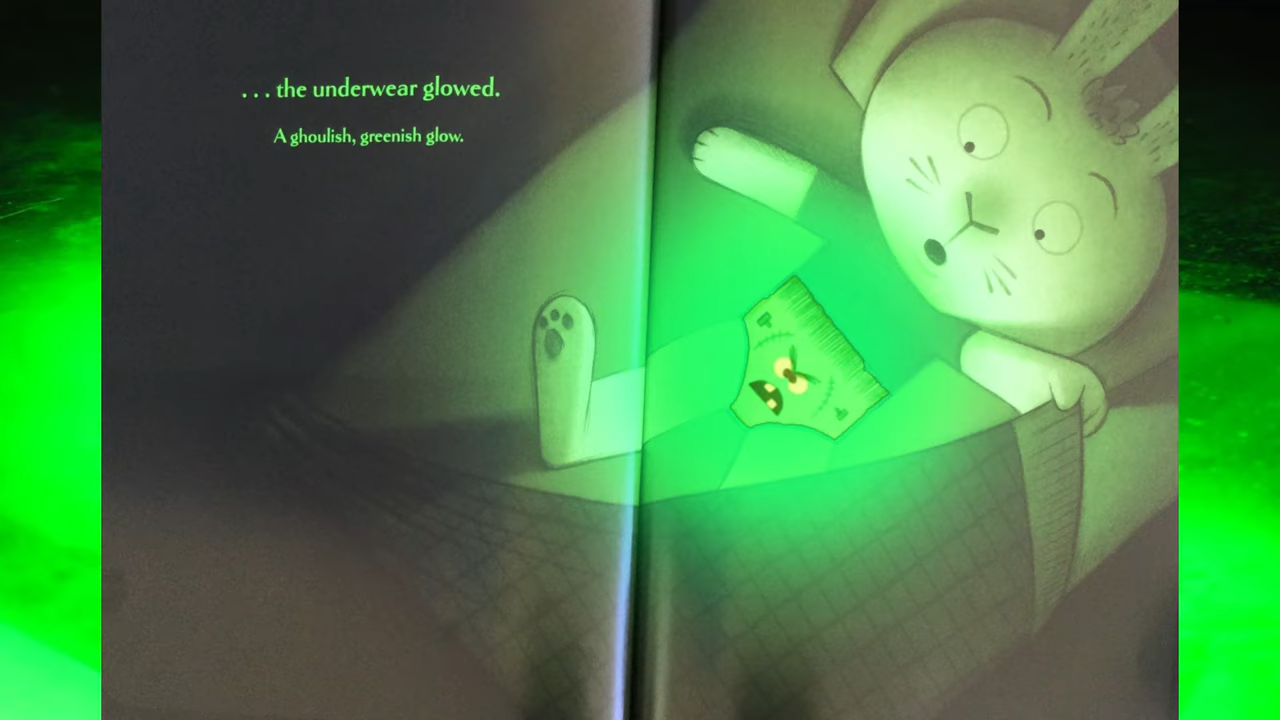 . . . the underwear glowed.
A ghoulish, greenish glow.